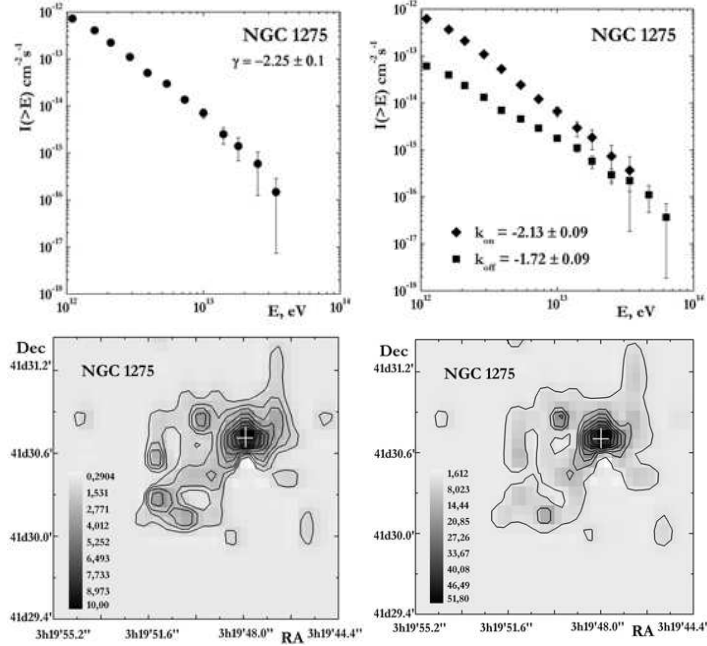 NGC 1275
γ = −2.25 ± 0.1
I(>E) cm⁻² s⁻¹
10⁻¹²
10⁻¹³
10⁻¹⁴
10⁻¹⁵
10⁻¹⁶
10⁻¹⁷
10⁻¹⁸
10¹²
10¹³
10¹⁴
E, eV
NGC 1275
I(>E) cm⁻² s⁻¹
10⁻¹²
10⁻¹³
10⁻¹⁴
10⁻¹⁵
10⁻¹⁶
10⁻¹⁷
10⁻¹⁸
k_on = -2.13 ± 0.09
k_off = -1.72 ± 0.09
10¹²
10¹³
10¹⁴
E, eV
Dec
NGC 1275
41d31.2'
41d30.6'
41d30.0'
41d29.4'
0,2904
1,531
2,771
4,012
5,252
6,493
7,733
8,973
10,00
3h19'55.2" 3h19'51.6" 3h19'48.0" 3h19'44.4"
RA
Dec
NGC 1275
41d31.2'
41d30.6'
41d30.0'
41d29.4'
1,612
8,023
14,44
20,85
27,26
33,67
40,08
46,49
51,80
3h19'55.2" 3h19'51.6" 3h19'48.0" 3h19'44.4"
RA